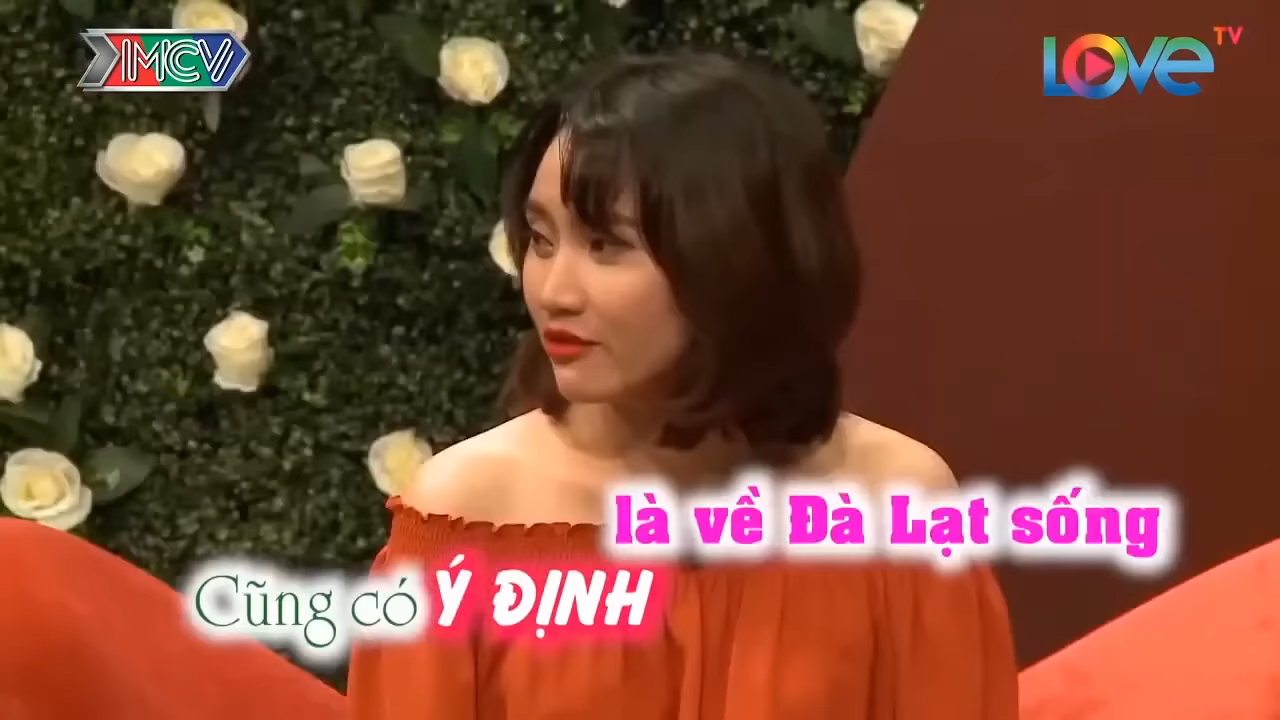 MCV
LOVE TV
Cũng có Ý ĐỊNH
là về Đà Lạt sống